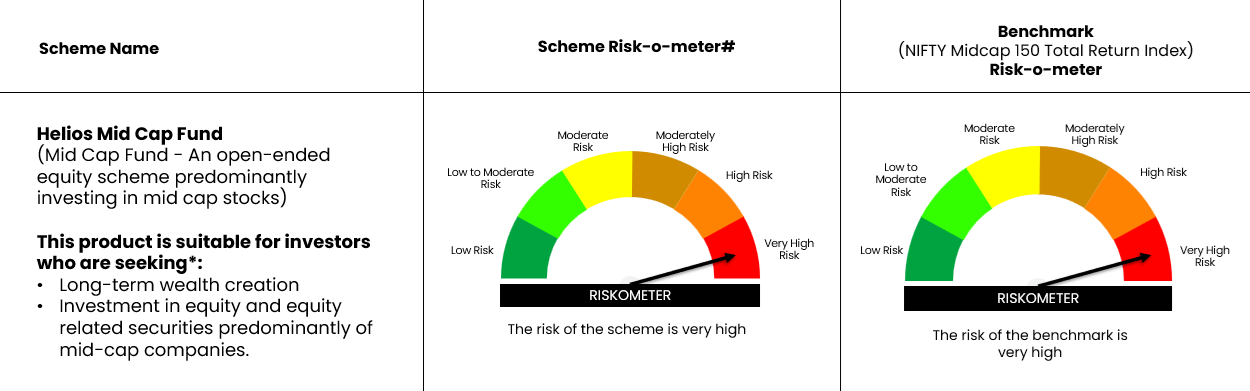 Scheme Name
Scheme Risk-o-meter#
Benchmark
(NIFTY Midcap 150 Total Return Index)
Risk-o-meter
Helios Mid Cap Fund
(Mid Cap Fund - An open-ended
equity scheme predominantly
investing in mid cap stocks)
This product is suitable for investors
who are seeking*:
• Long-term wealth creation
• Investment in equity and equity
related securities predominantly of
mid-cap companies.
Low Risk
Low to Moderate
Risk
Moderate
Risk
Moderately
High Risk
High Risk
Very High
Risk
RISKOMETER
The risk of the scheme is very high
Low Risk
Low to
Moderate
Risk
Moderate
Risk
Moderately
High Risk
High Risk
Very High
Risk
RISKOMETER
The risk of the benchmark is
very high